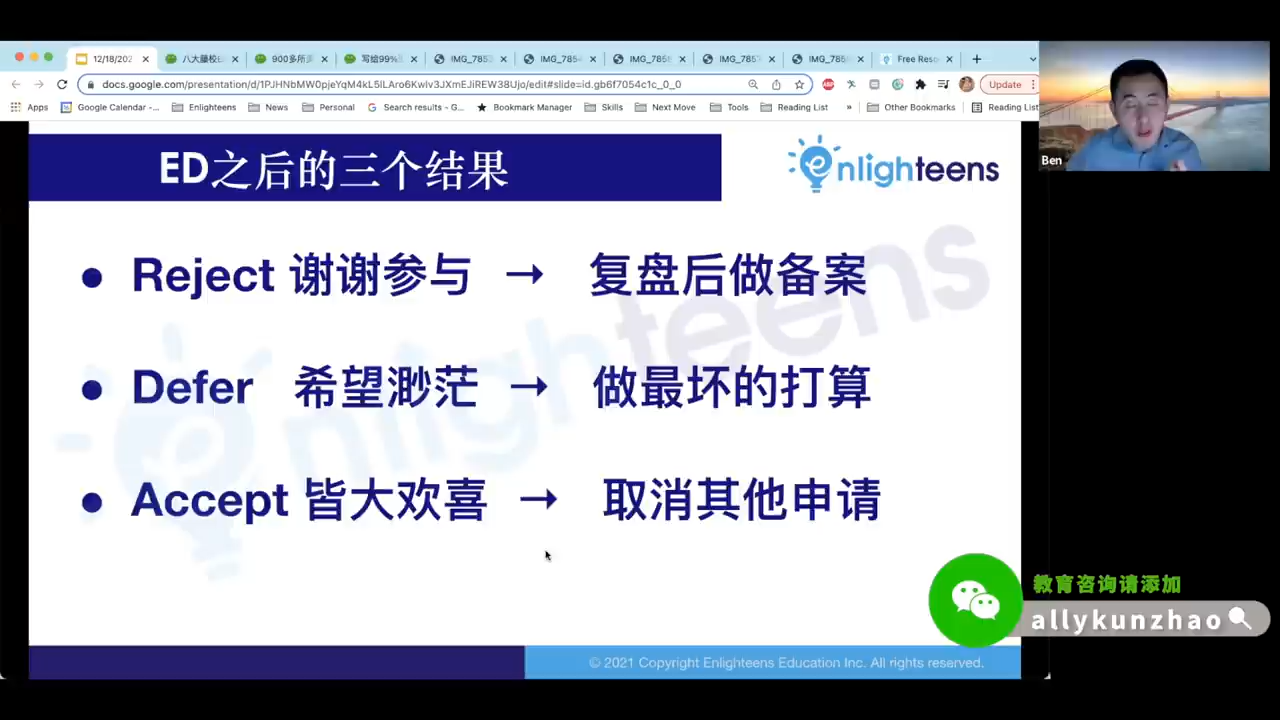 12/18/202
八大藤校E
900多所美
写给99%
IMG_785
IMG_785
IMG_785
IMG_785
IMG_785
Free Reso
docs.google.com/presentation/d/1PJHNbMW0pjeYqM4kL5lLAro6Kwlv3JXmEJiREW38Ujo/edit#slide=id.gb6f7054c1c_0_0
ABP
Update
Apps
Google Calendar -...
Enlighteens
News
Personal
Search results - G...
Bookmark Manager
Skills
Next Move
Tools
Reading List
»
Other Bookmarks
Reading List
Ben
ED之后的三个结果
enlighteens
Reject 谢谢参与 → 复盘后做备案
Defer 希望渺茫 → 做最坏的打算
Accept 皆大欢喜 → 取消其他申请
enlighteens
教育咨询请添加
allykunzhao
© 2021 Copyright Enlighteens Education Inc. All rights reserved.